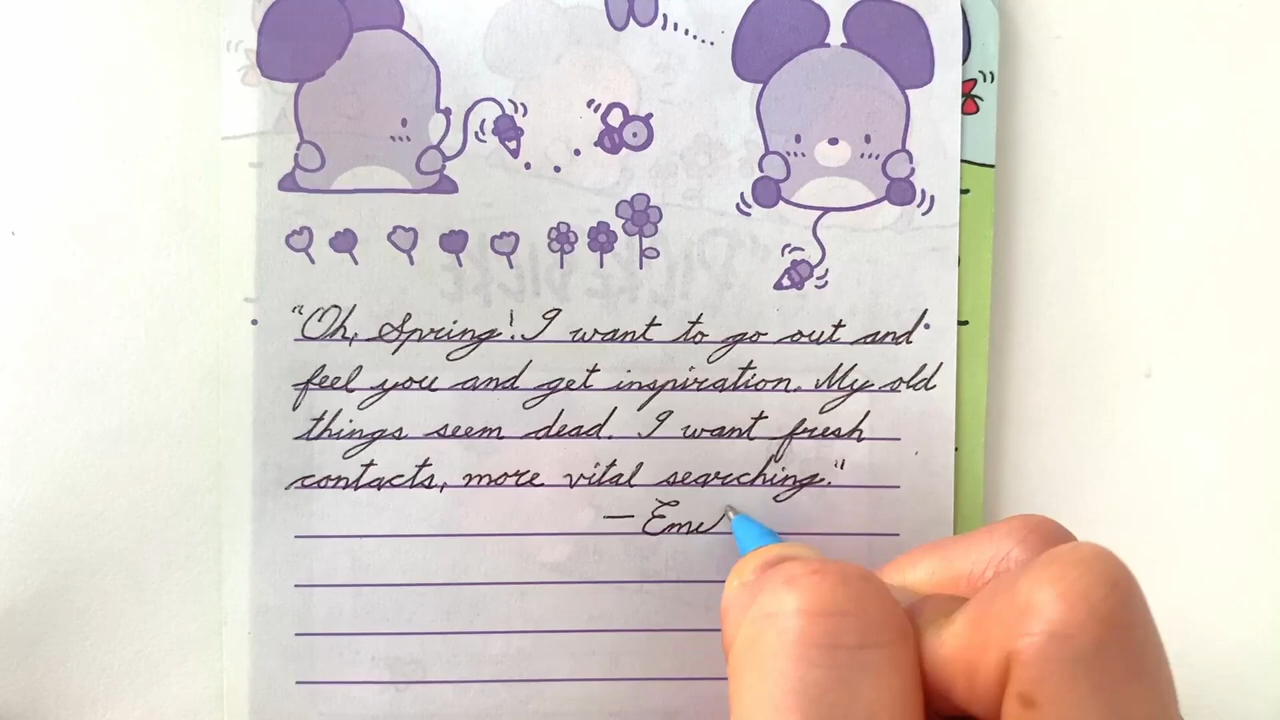 "Oh, Spring! I want to go out and
feel you and get inspiration. My old
things seem dead. I want fresh
contacts, more vital searching."
— Em